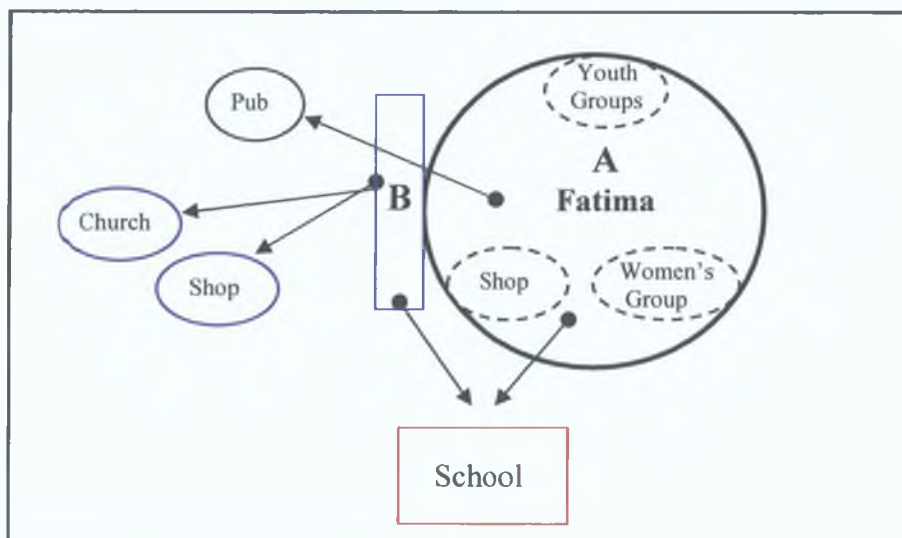 Youth
Groups
Pub
A
Fatima
B
Church
Shop
Shop
Women's
Group
School